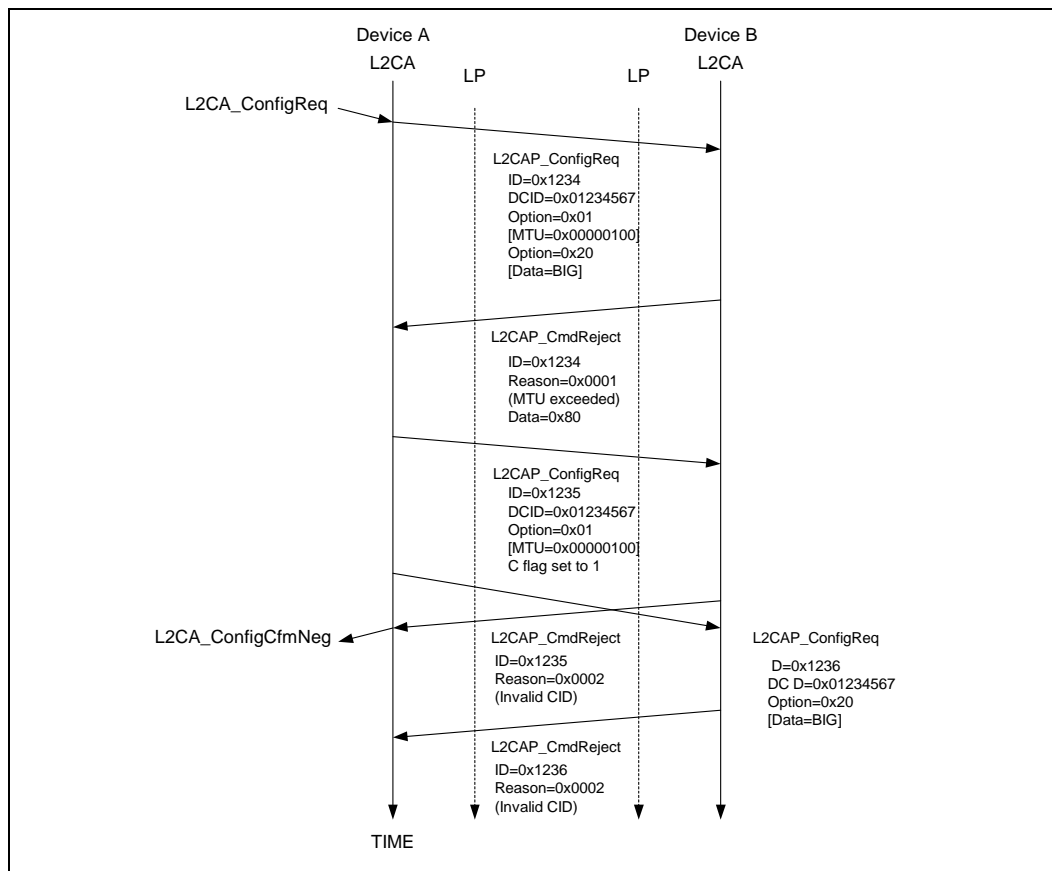 Device A
L2CA
LP
LP
Device B
L2CA
L2CA_ConfigReq
L2CAP_ConfigReq
ID=0x1234
DCID=0x01234567
Option=0x01
[MTU=0x00000100]
Option=0x20
[Data=BIG]
L2CAP_CmdReject
ID=0x1234
Reason=0x0001
(MTU exceeded)
Data=0x80
L2CAP_ConfigReq
ID=0x1235
DCID=0x01234567
Option=0x01
[MTU=0x00000100]
C flag set to 1
L2CA_ConfigCfmNeg
L2CAP_CmdReject
ID=0x1235
Reason=0x0002
(Invalid CID)
L2CAP_ConfigReq
D=0x1236
DC D=0x01234567
Option=0x20
[Data=BIG]
L2CAP_CmdReject
ID=0x1236
Reason=0x0002
(Invalid CID)
TIME